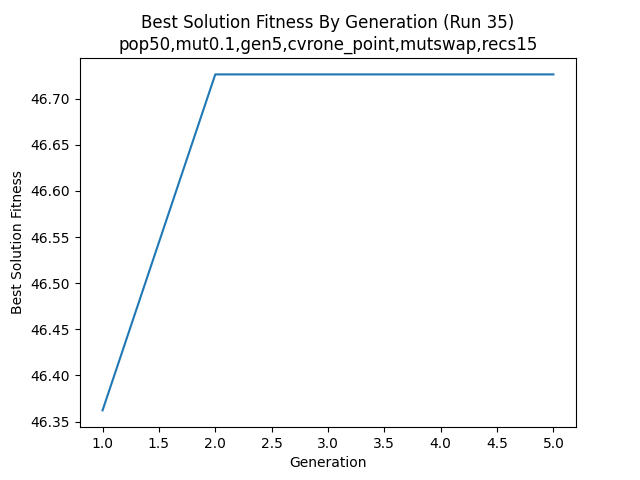 Best Solution Fitness By Generation (Run 35)
pop50,mut0.1,gen5,cvrone_point,mutswap,recs15
46.70
46.65
46.60
46.55
46.50
46.45
46.40
46.35
Best Solution Fitness
1.0 1.5 2.0 2.5 3.0 3.5 4.0 4.5 5.0
Generation